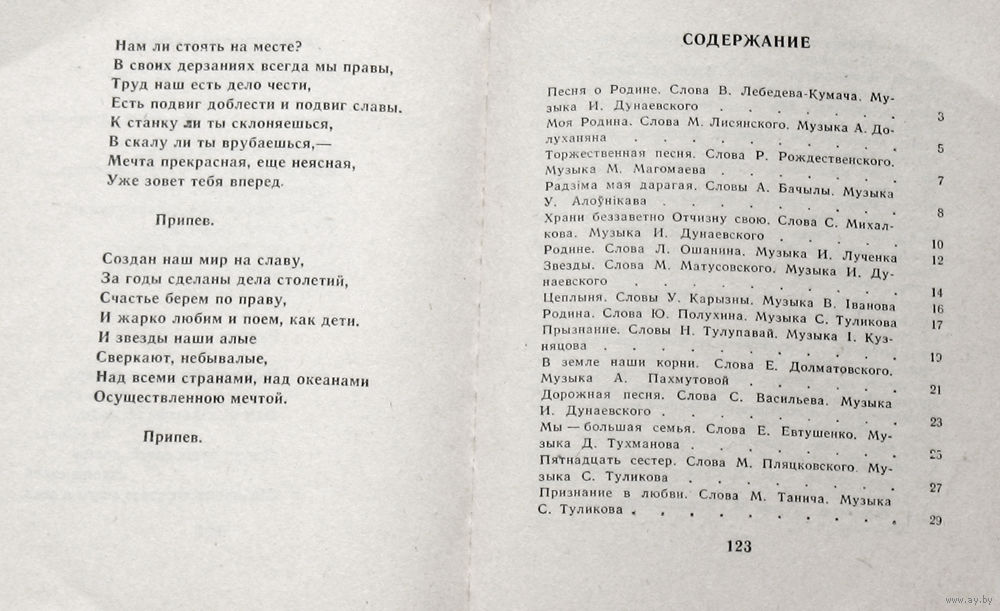 Нам ли стоять на месте?
В своих дерзаниях всегда мы правы,
Труд наш есть дело чести,
Есть подвиг доблести и подвиг славы.
К станку ли ты склоняешься,
В скалу ли ты врубаешься,—
Мечта прекрасная, еще неясная,
Уже зовет тебя вперед.
Припев.
Создан наш мир на славу,
За годы сделаны дела столетий,
Счастье берем по праву,
И жарко любим и поем, как дети.
И звезды наши алые
Сверкают, небывалые,
Над всеми странами, над океанами
Осуществленною мечтой.
Припев.
СОДЕРЖАНИЕ
Песня о Родине. Слова В. Лебедева-Кумача. Му-
зыка И. Дунаевского . . . . . . 3
Моя Родина. Слова М. Лисянского. Музыка А. До-
луханяна . . . . . . . . 5
Торжественная песня. Слова Р. Рождественского.
Музыка М. Магомаева . . . . . . 7
Радзіма мая дарагая. Словы А. Бачылы. Музыка
У. Алоўнікава . . . . . . . 8
Храни беззаветно Отчизну свою. Слова С. Михал-
кова. Музыка И. Дунаевского . . . . 10
Родине. Слова Л. Ошанина. Музыка И. Лученка 12
Звезды. Слова М. Матусовского. Музыка И. Ду-
наевского . . . . . . . . 14
Цеплыня. Словы У. Карызны. Музыка В. Іванова 16
Родина. Слова Ю. Полухина. Музыка С. Туликова 17
Прызнанне. Словы Н. Тулупавай. Музыка І. Куз-
няцова . . . . . . . . . 19
В земле наши корни. Слова Е. Долматовского.
Музыка А. Пахмутовой . . . . . 21
Дорожная песня. Слова С. Васильева. Музыка
И. Дунаевского . . . . . . . 23
Мы — большая семья. Слова Е. Евтушенко. Му-
зыка Д. Тухманова . . . . . . 25
Пятнадцать сестер. Слова М. Пляцковского. Му-
зыка С. Туликова . . . . . . 27
Признание в любви. Слова М. Танича. Музыка
С. Туликова . . . . . . . . 29
123
www.ay.by